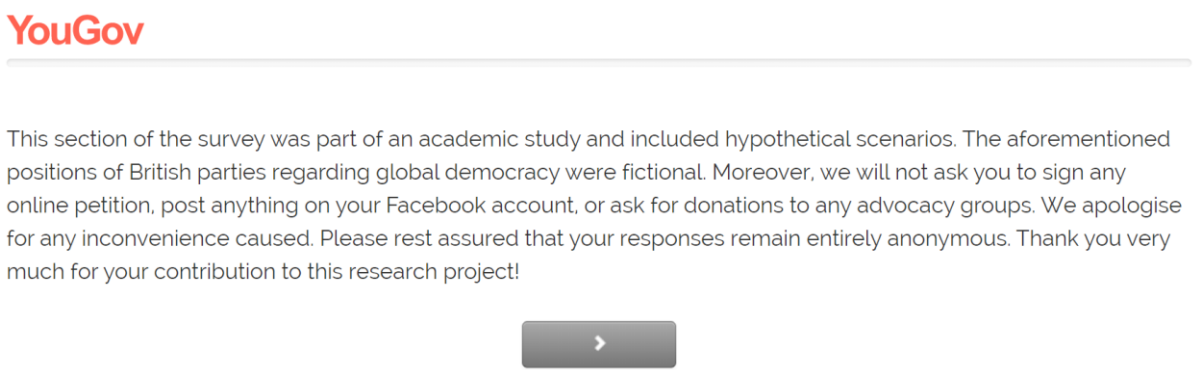 YouGov
This section of the survey was part of an academic study and included hypothetical scenarios. The aforementioned
positions of British parties regarding global democracy were fictional. Moreover, we will not ask you to sign any
online petition, post anything on your Facebook account, or ask for donations to any advocacy groups. We apologise
for any inconvenience caused. Please rest assured that your responses remain entirely anonymous. Thank you very
much for your contribution to this research project!